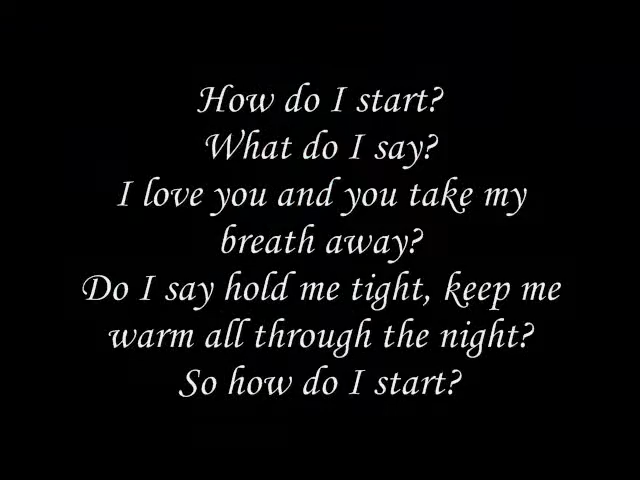 How do I start?
What do I say?
I love you and you take my
breath away?
Do I say hold me tight, keep me
warm all through the night?
So how do I start?